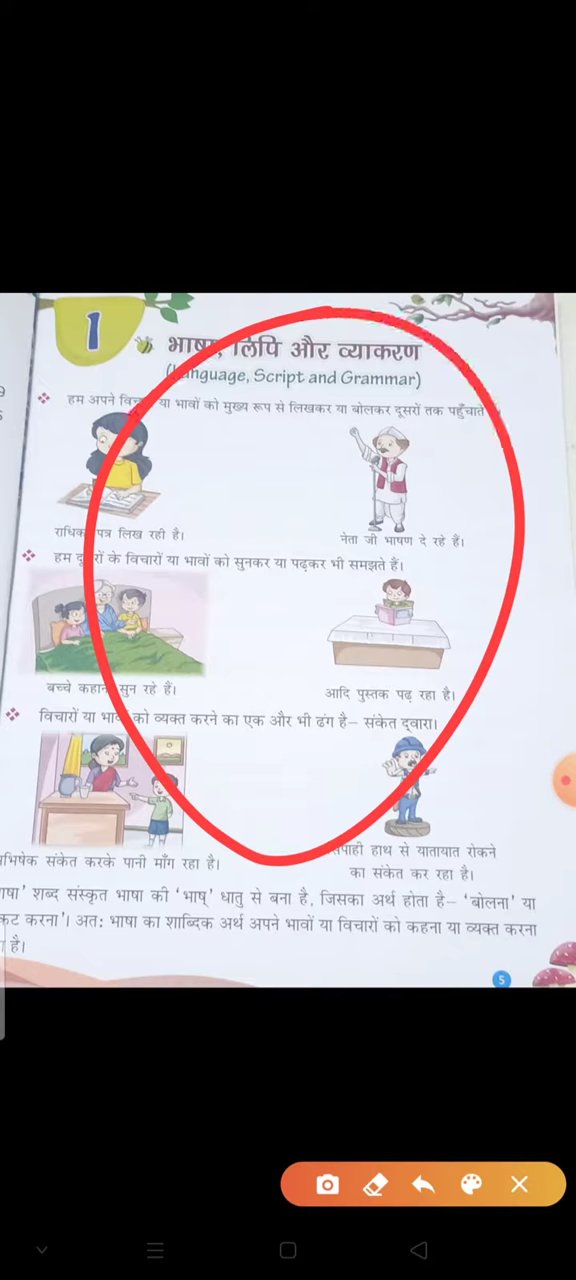 1
भाषा, लिपि और व्याकरण
(Language, Script and Grammar)
हम अपने विचारों या भावों को मुख्य रूप से लिखकर या बोलकर दूसरों तक पहुँचाते हैं।
राधिका पत्र लिख रही है।
नेता जी भाषण दे रहे हैं।
हम दूसरों के विचारों या भावों को सुनकर या पढ़कर भी समझते हैं।
बच्चे कहानी सुन रहे हैं।
आदि पुस्तक पढ़ रहा है।
विचारों या भावों को व्यक्त करने का एक और भी ढंग है– संकेत द्वारा।
भिषेक संकेत करके पानी माँग रहा है।
सिपाही हाथ से यातायात रोकने
का संकेत कर रहा है।
षा' शब्द संस्कृत भाषा की 'भाष्' धातु से बना है, जिसका अर्थ होता है– 'बोलना' या
कट करना'। अतः भाषा का शाब्दिक अर्थ अपने भावों या विचारों को कहना या व्यक्त करना
है।
5